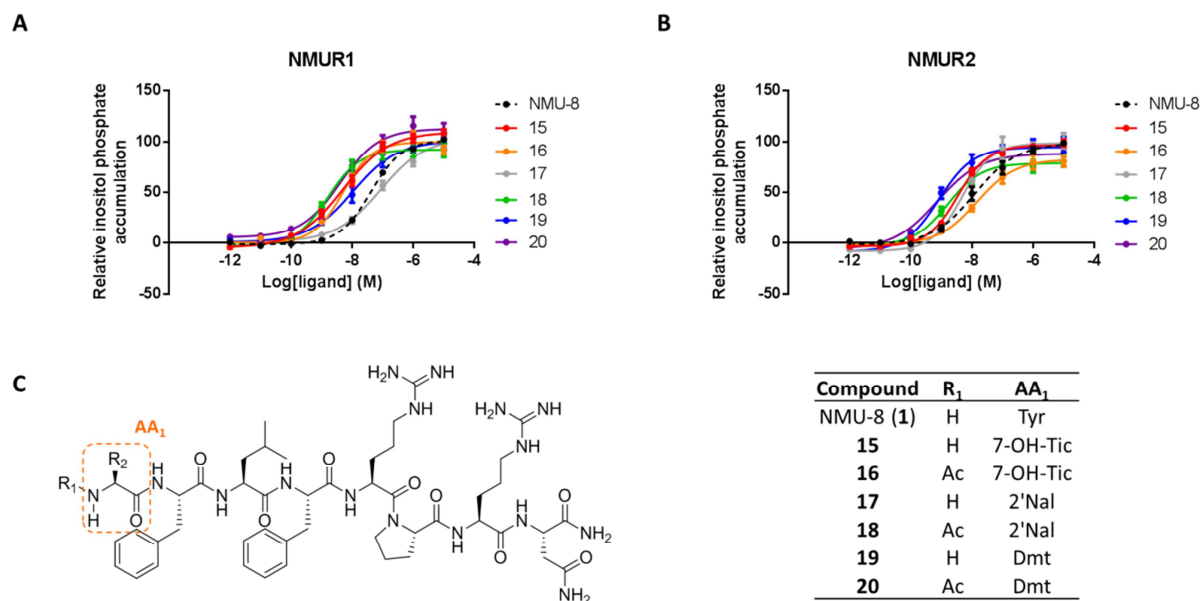 A
NMUR1
Relative inositol phosphate
accumulation
150
100
50
0
-50
-12 -10 -8 -6 -4
Log[ligand] (M)
NMU-8
15
16
17
18
19
20
B
NMUR2
Relative inositol phosphate
accumulation
150
100
50
0
-50
-12 -10 -8 -6 -4
Log[ligand] (M)
NMU-8
15
16
17
18
19
20
C
AA1
R1
N
H
R2
O
H
N
O
N
H
O
H
N
O
N
H
H2N
NH
NH
O
N
O
H
N
H2N
NH
NH
O
N
H
O
NH2
O
NH2
Compound R1 AA1
NMU-8 (1) H Tyr
15 H 7-OH-Tic
16 Ac 7-OH-Tic
17 H 2'Nal
18 Ac 2'Nal
19 H Dmt
20 Ac Dmt